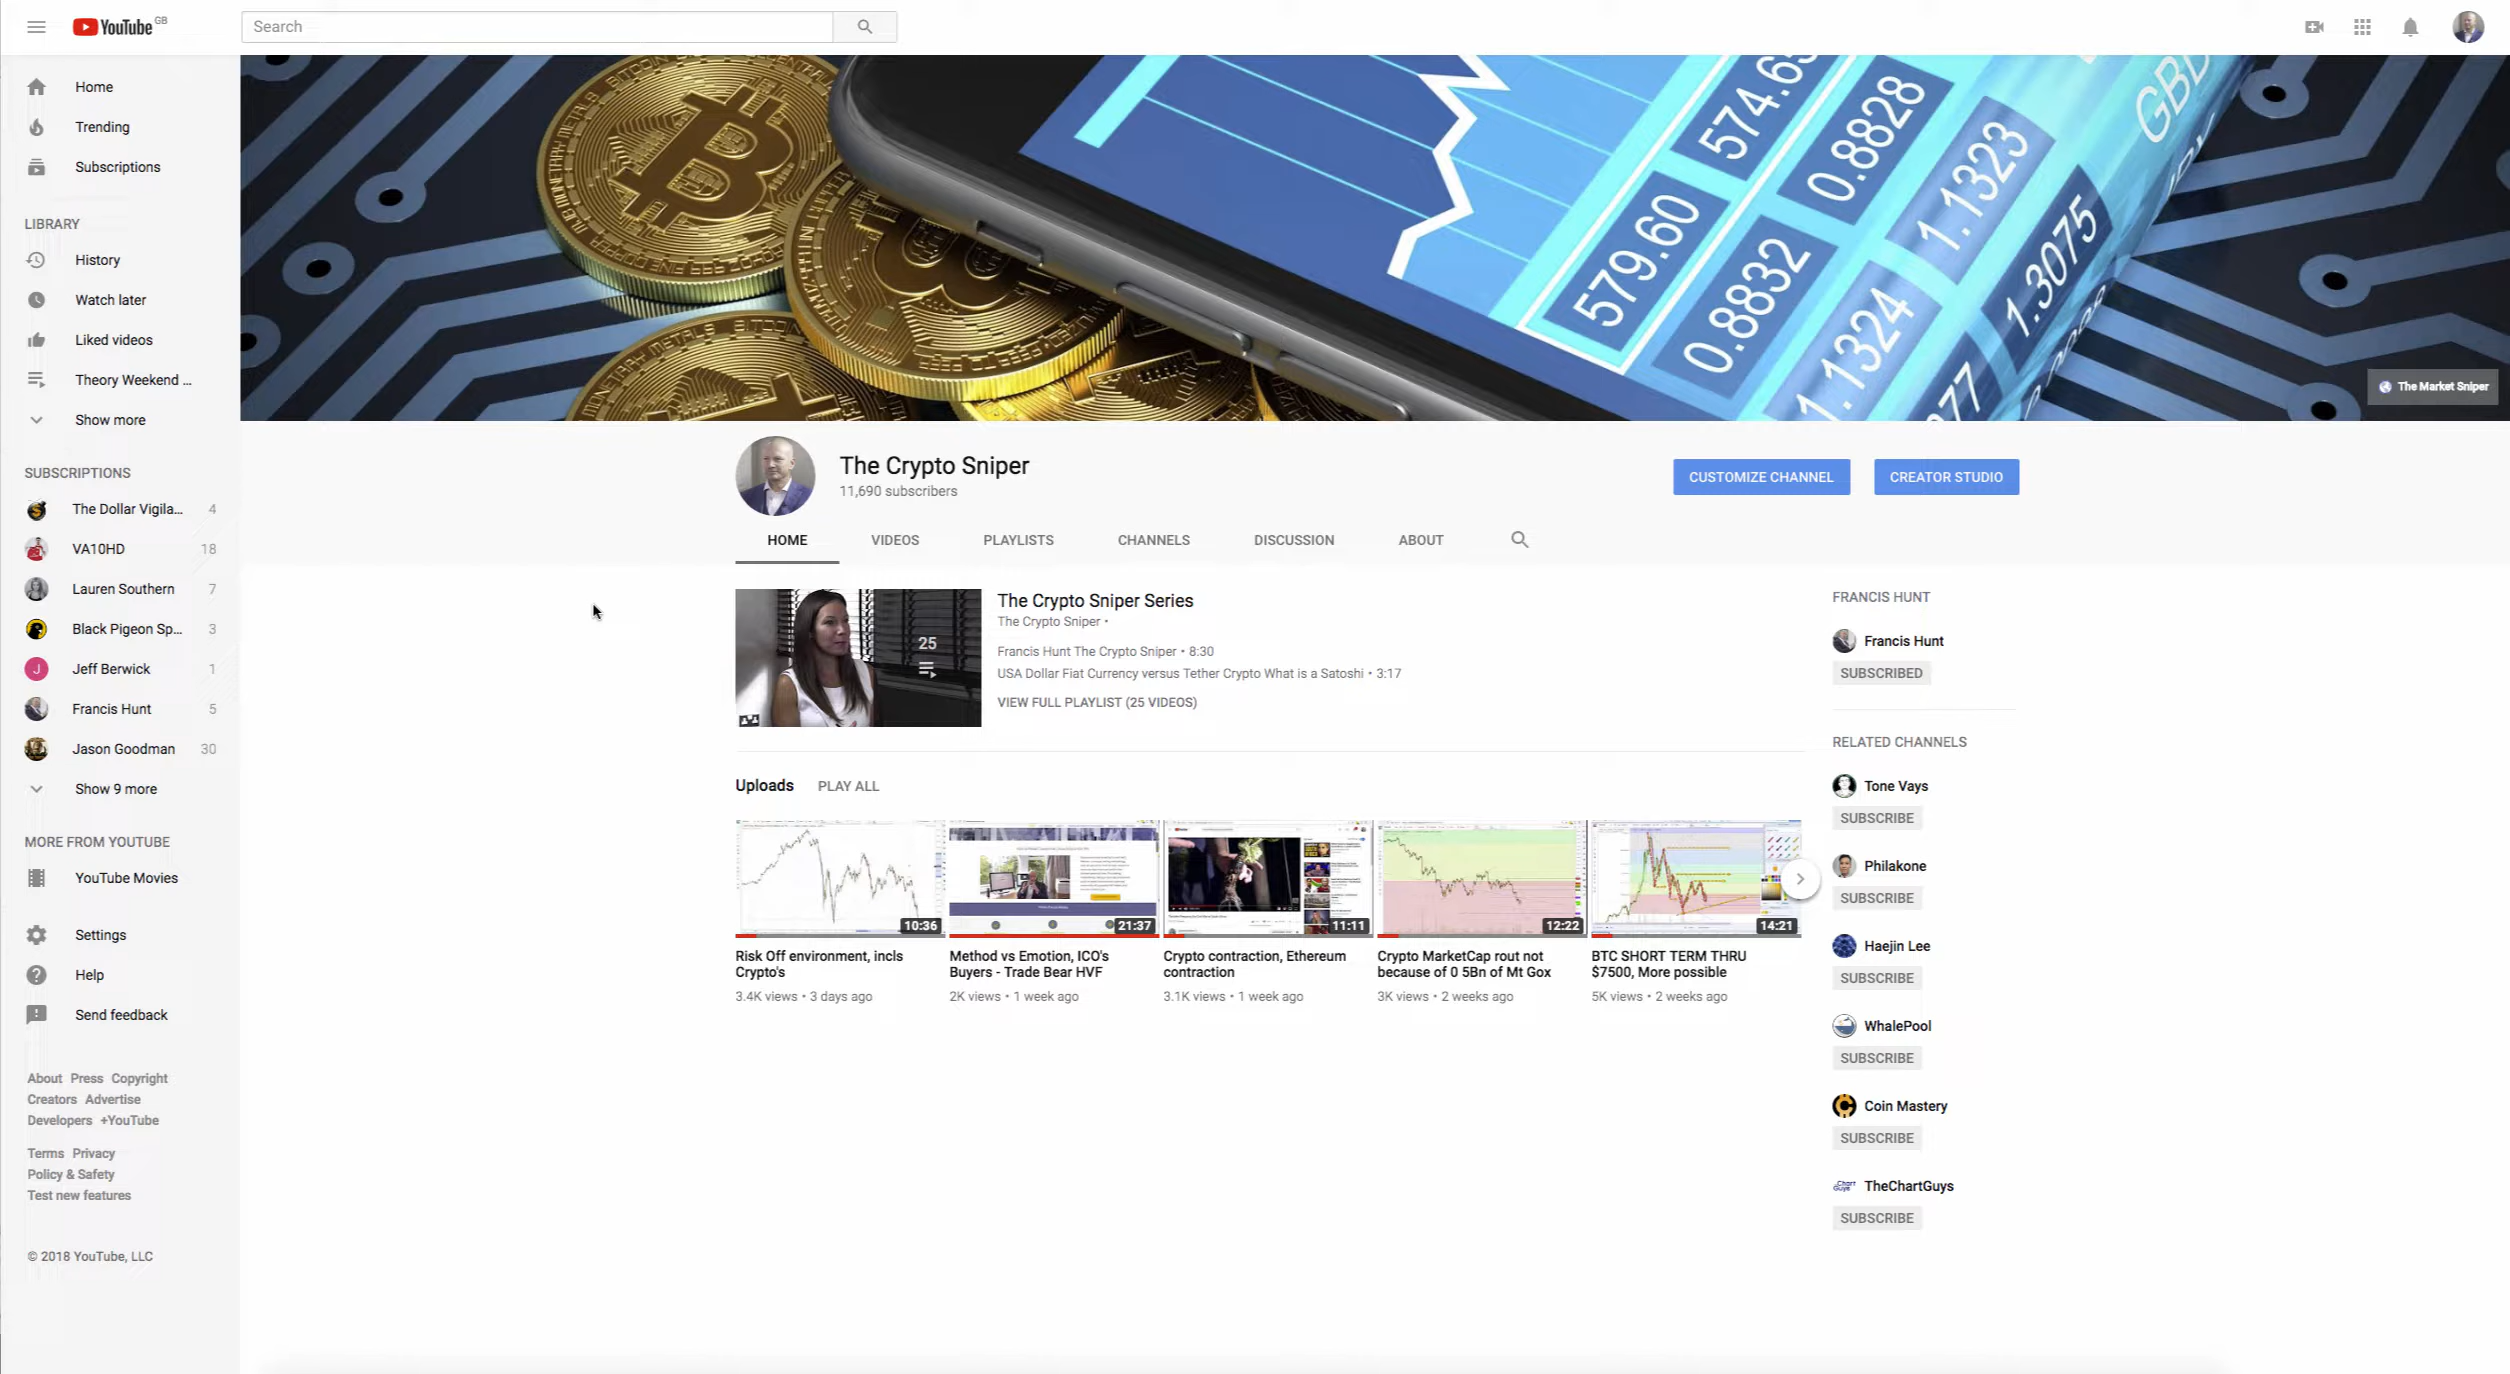 YouTube GB
Search
Home
Trending
Subscriptions
LIBRARY
History
Watch later
Liked videos
Theory Weekend ...
Show more
SUBSCRIPTIONS
The Dollar Vigila... 4
VA10HD 18
Lauren Southern 7
Black Pigeon Sp... 3
J Jeff Berwick 1
Francis Hunt 5
Jason Goodman 30
Show 9 more
MORE FROM YOUTUBE
YouTube Movies
Settings
Help
Send feedback
About Press Copyright
Creators Advertise
Developers +YouTube
Terms Privacy
Policy & Safety
Test new features
© 2018 YouTube, LLC
574.63
0.8828
1.1323
GBP
579.60
0.8832
1.1324
1.3075
The Market Sniper
The Crypto Sniper
11,690 subscribers
CUSTOMIZE CHANNEL
CREATOR STUDIO
HOME VIDEOS PLAYLISTS CHANNELS DISCUSSION ABOUT
25
The Crypto Sniper Series
The Crypto Sniper •
Francis Hunt The Crypto Sniper • 8:30
USA Dollar Fiat Currency versus Tether Crypto What is a Satoshi • 3:17
VIEW FULL PLAYLIST (25 VIDEOS)
Uploads PLAY ALL
10:36
Risk Off environment, incls
Crypto's
3.4K views • 3 days ago
21:37
Method vs Emotion, ICO's
Buyers - Trade Bear HVF
2K views • 1 week ago
11:11
Crypto contraction, Ethereum
contraction
3.1K views • 1 week ago
12:22
Crypto MarketCap rout not
because of 0 5Bn of Mt Gox
3K views • 2 weeks ago
14:21
BTC SHORT TERM THRU
$7500, More possible
5K views • 2 weeks ago
FRANCIS HUNT
Francis Hunt
SUBSCRIBED
RELATED CHANNELS
Tone Vays
SUBSCRIBE
Philakone
SUBSCRIBE
Haejin Lee
SUBSCRIBE
WhalePool
SUBSCRIBE
Coin Mastery
SUBSCRIBE
TheChartGuys
SUBSCRIBE